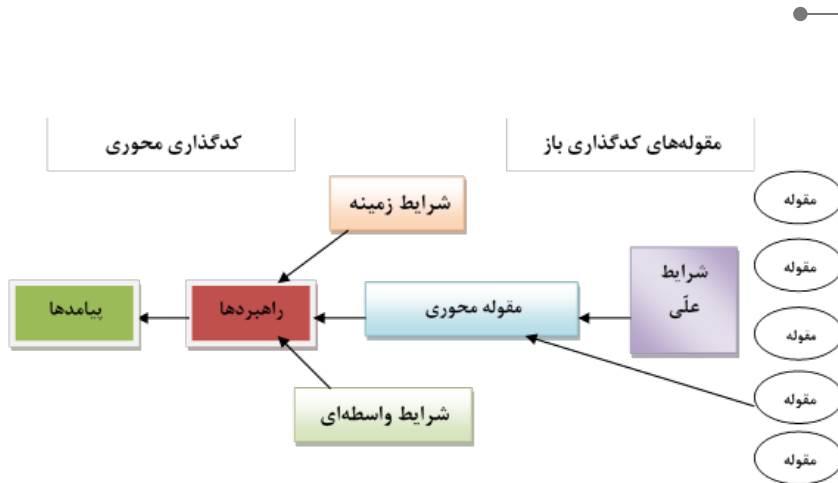 مقوله‌های کدگذاری باز
کدگذاری محوری
مقوله
شرایط زمینه
مقوله
شرایط
علّی
مقوله محوری
راهبردها
پیامدها
مقوله
مقوله
شرایط واسطه‌ای
مقوله